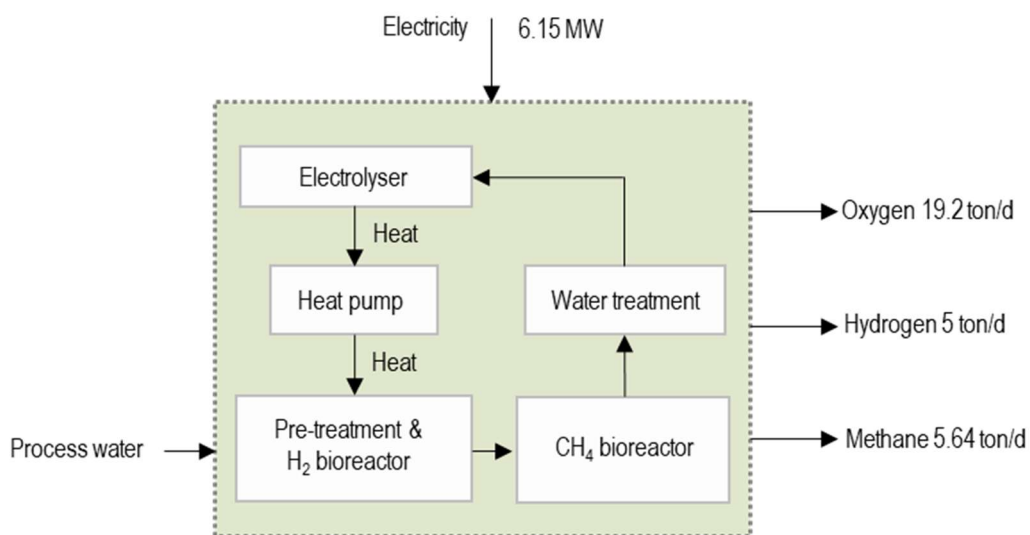 Electricity 6.15 MW
Electrolyser
Oxygen 19.2 ton/d
Heat
Heat pump
Water treatment
Hydrogen 5 ton/d
Heat
Process water
Pre-treatment &
H₂ bioreactor
CH₄ bioreactor
Methane 5.64 ton/d